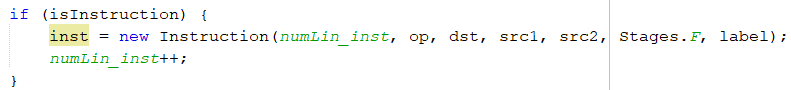 if (isInstruction) {
inst = new Instruction(numLin_inst, op, dst, src1, src2, Stages.F, label);
numLin_inst++;
}